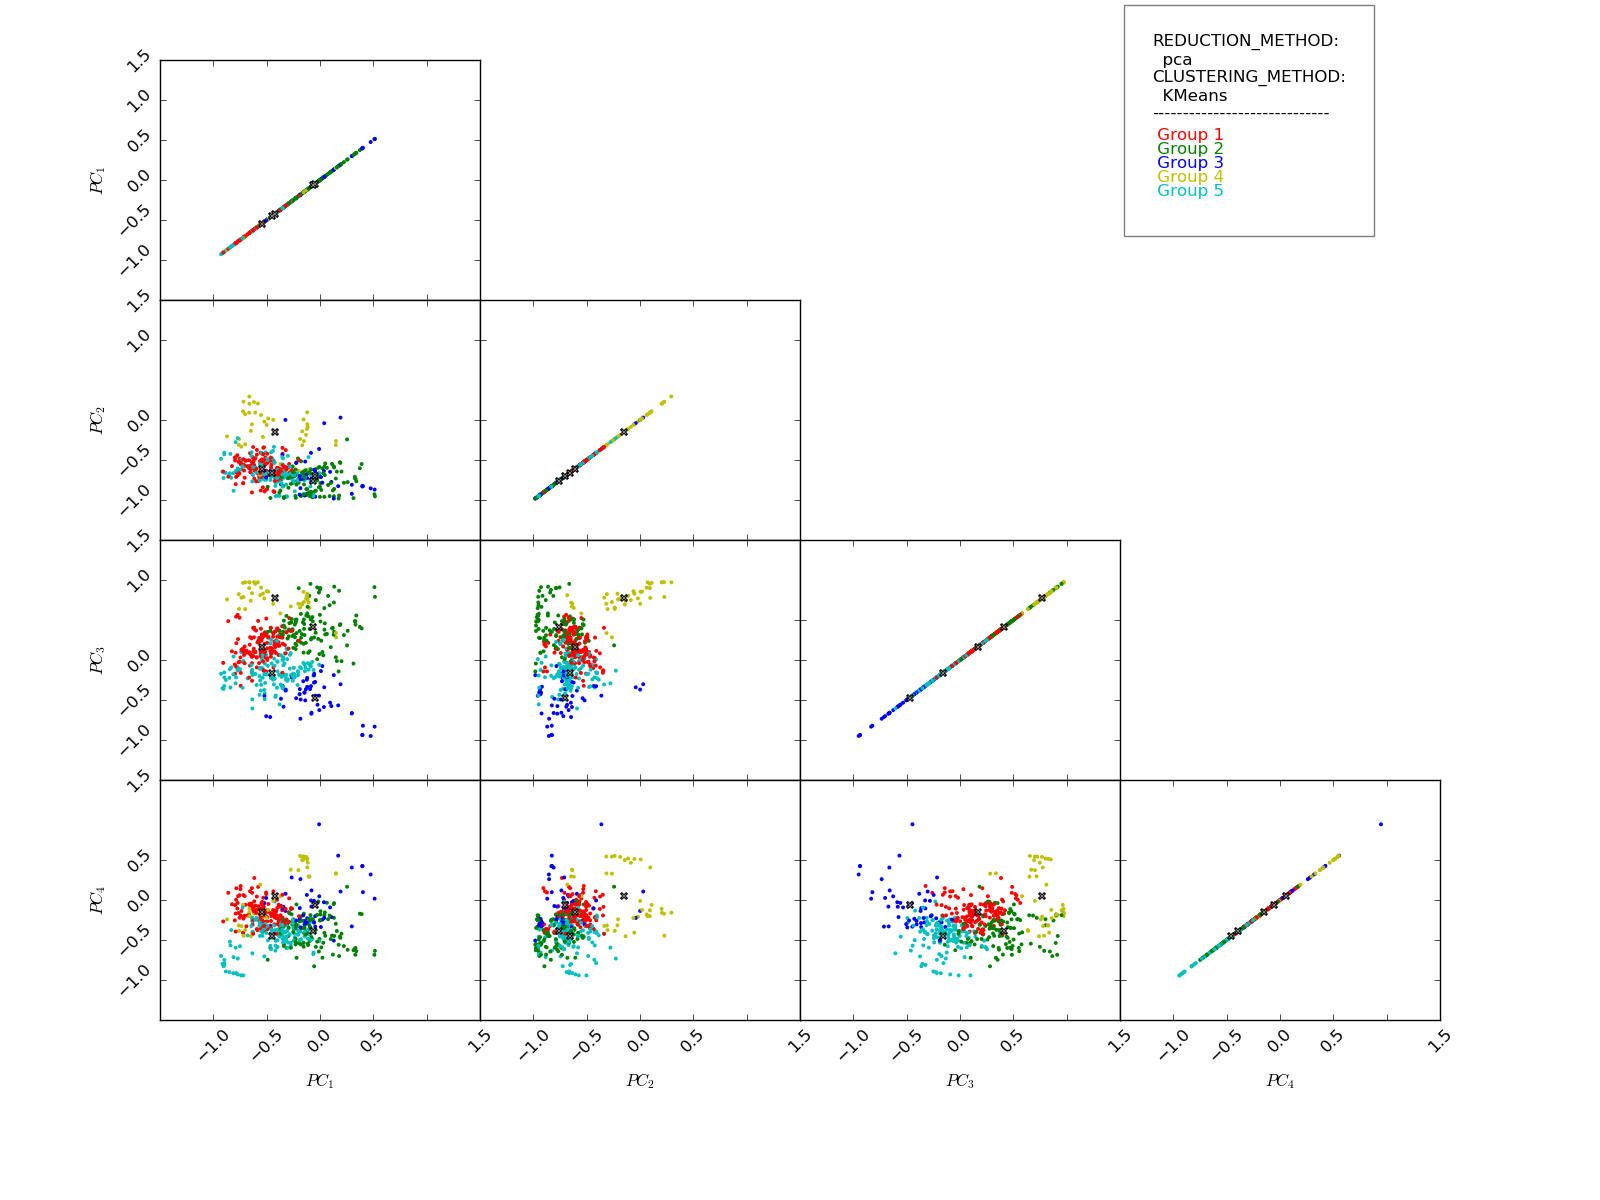 REDUCTION_METHOD:
pca
CLUSTERING_METHOD:
KMeans
------------------------------
Group 1
Group 2
Group 3
Group 4
Group 5
1.5
1.0
0.5
0.0
−0.5
−1.0
PC1
1.5
1.0
0.0
−0.5
−1.0
PC2
1.5
1.0
0.0
−0.5
−1.0
PC3
1.5
0.5
0.0
−0.5
−1.0
PC4
−1.0 −0.5 0.0 0.5 1.5 −1.0 −0.5 0.0 0.5 1.5 −1.0 −0.5 0.0 0.5 1.5 −1.0 −0.5 0.0 0.5 1.5
PC1 PC2 PC3 PC4